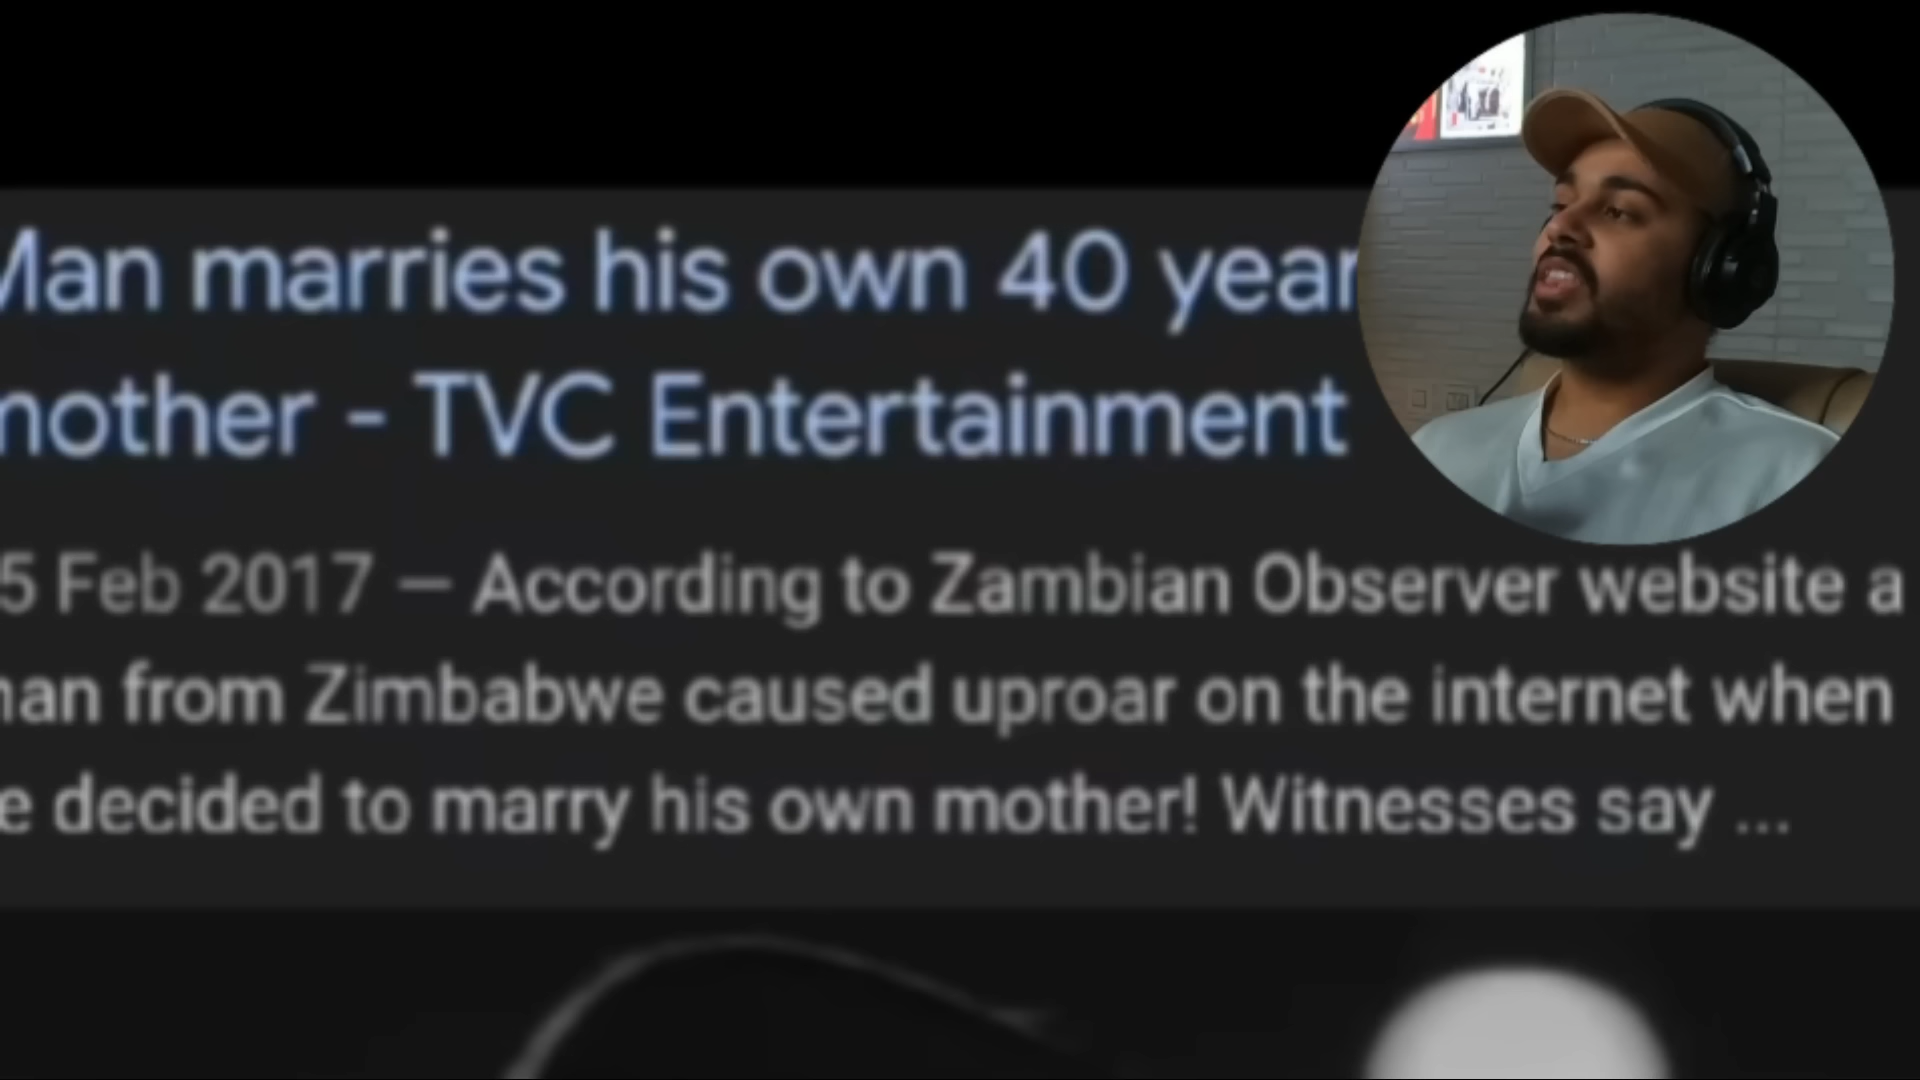 Man marries his own 40 year
mother - TVC Entertainment
5 Feb 2017 — According to Zambian Observer website a
man from Zimbabwe caused uproar on the internet when
e decided to marry his own mother! Witnesses say ...